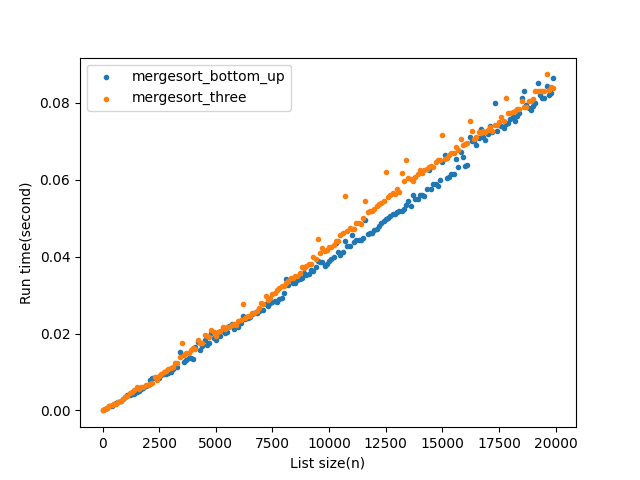 mergesort_bottom_up
mergesort_three
Run time(second)
0.08
0.06
0.04
0.02
0.00
0 2500 5000 7500 10000 12500 15000 17500 20000
List size(n)